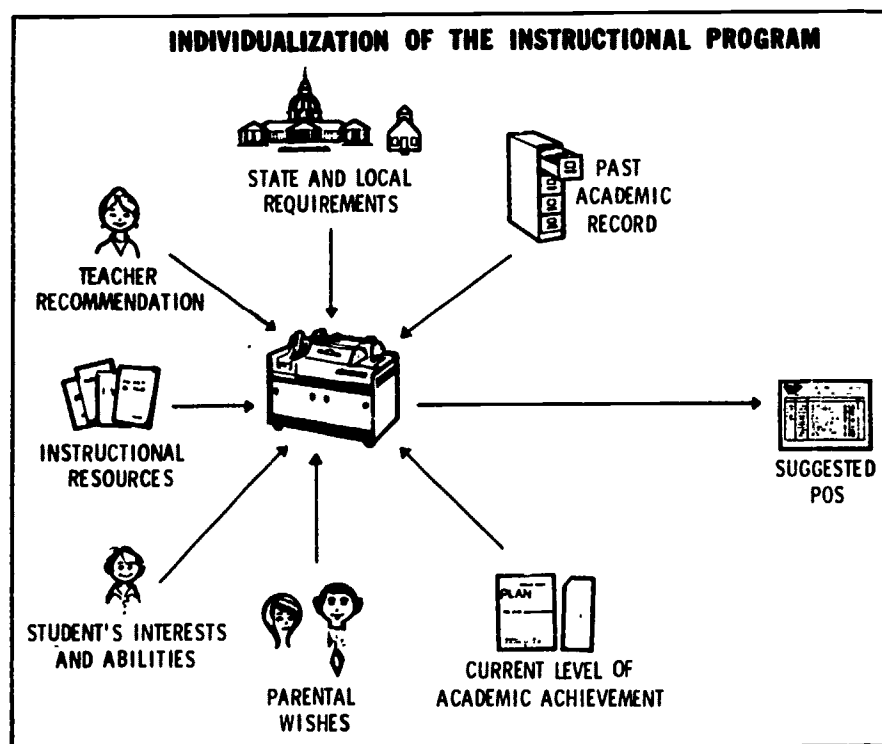 INDIVIDUALIZATION OF THE INSTRUCTIONAL PROGRAM
STATE AND LOCAL
REQUIREMENTS
PAST
ACADEMIC
RECORD
TEACHER
RECOMMENDATION
INSTRUCTIONAL
RESOURCES
SUGGESTED
POS
STUDENT'S INTERESTS
AND ABILITIES
PARENTAL
WISHES
PLAN
CURRENT LEVEL OF
ACADEMIC ACHIEVEMENT